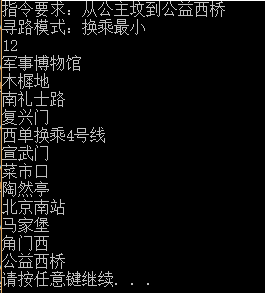 指令要求：从公主坟到公益西桥
寻路模式：换乘最小
12
军事博物馆
木樨地
南礼士路
复兴门
西单换乘4号线
宣武门
菜市口
陶然亭
北京南站
马家堡
角门西
公益西桥
请按任意键继续. . .